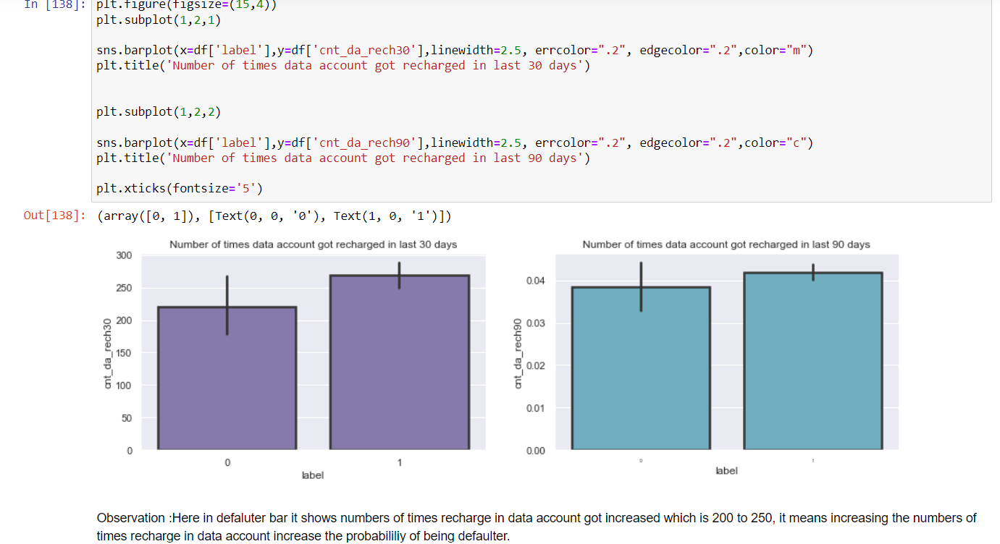 In [138]: plt.figure(figsize=(15,4))
plt.subplot(1,2,1)
sns.barplot(x=df['label'],y=df['cnt_da_rech30'],linewidth=2.5, errcolor=".2", edgecolor=".2",color="m")
plt.title('Number of times data account got recharged in last 30 days')
plt.subplot(1,2,2)
sns.barplot(x=df['label'],y=df['cnt_da_rech90'],linewidth=2.5, errcolor=".2", edgecolor=".2",color="c")
plt.title('Number of times data account got recharged in last 90 days')
plt.xticks(fontsize='5')
Out[138]: (array([0, 1]), [Text(0, 0, '0'), Text(1, 0, '1')])
Number of times data account got recharged in last 30 days
300
250
200
150
100
50
0
cnt_da_rech30
0 1
label
Number of times data account got recharged in last 90 days
0.04
0.03
0.02
0.01
0.00
cnt_da_rech90
0 1
label
Observation :Here in defaluter bar it shows numbers of times recharge in data account got increased which is 200 to 250, it means increasing the numbers of
times recharge in data account increase the probabililiy of being defaulter.